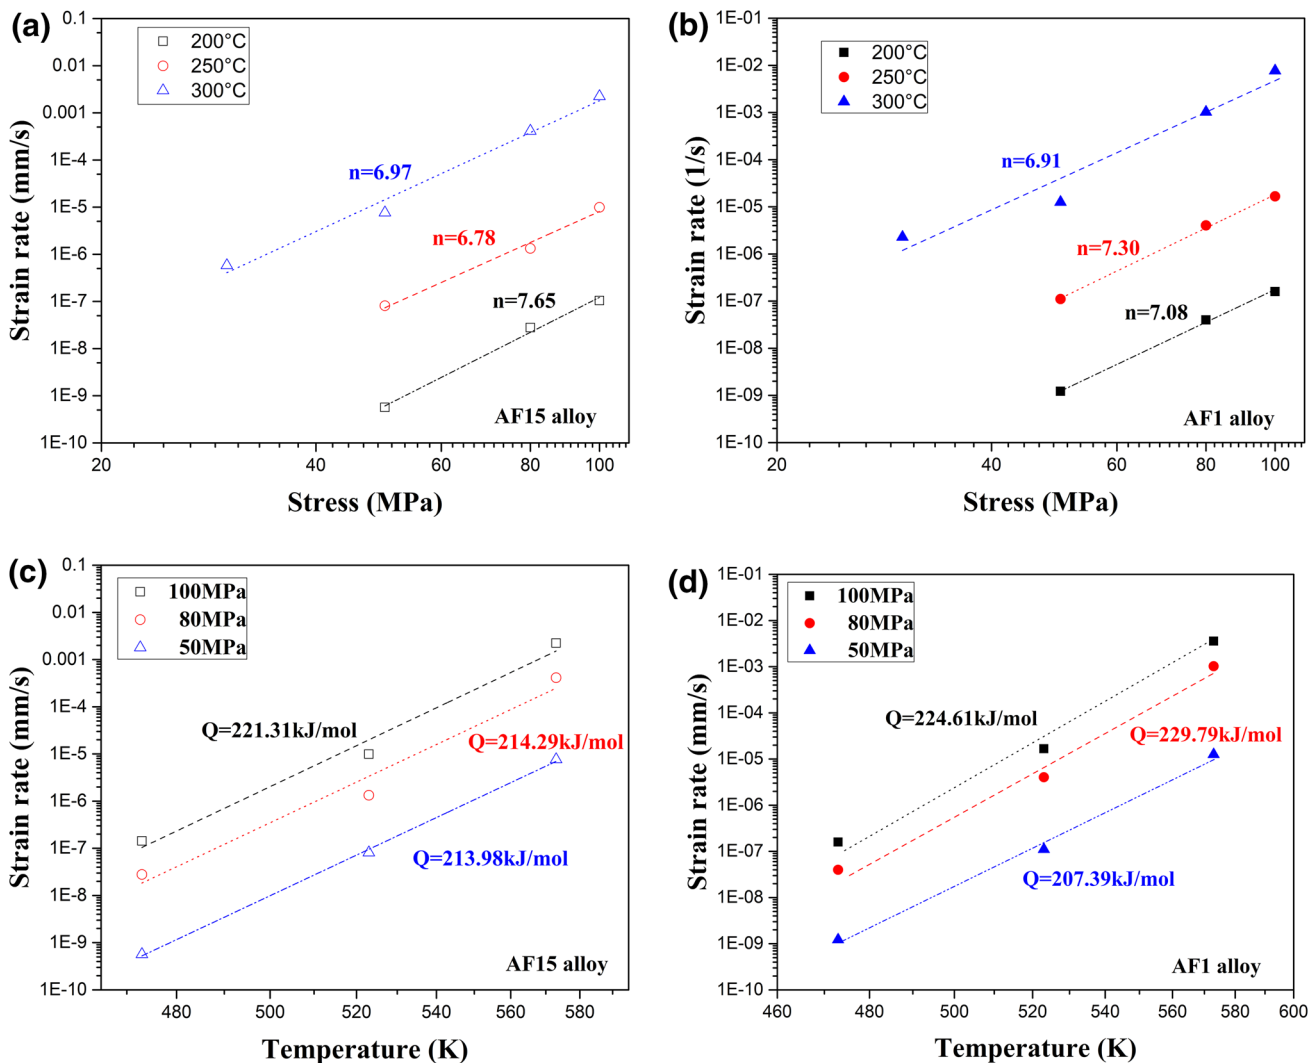 (a)
0.1
0.01
0.001
1E-4
1E-5
1E-6
1E-7
1E-8
1E-9
1E-10
Strain rate (mm/s)
200°C
250°C
300°C
n=6.97
n=6.78
n=7.65
AF15 alloy
20
40
60
80
100
Stress (MPa)
(b)
1E-01
1E-02
1E-03
1E-04
1E-05
1E-06
1E-07
1E-08
1E-09
1E-10
Strain rate (1/s)
200°C
250°C
300°C
n=6.91
n=7.30
n=7.08
AF1 alloy
20
40
60
80
100
Stress (MPa)
(c)
0.1
0.01
0.001
1E-4
1E-5
1E-6
1E-7
1E-8
1E-9
1E-10
Strain rate (mm/s)
100MPa
80MPa
50MPa
Q=221.31kJ/mol
Q=214.29kJ/mol
Q=213.98kJ/mol
AF15 alloy
480
500
520
540
560
580
Temperature (K)
(d)
1E-01
1E-02
1E-03
1E-04
1E-05
1E-06
1E-07
1E-08
1E-09
1E-10
Strain rate (mm/s)
100MPa
80MPa
50MPa
Q=224.61kJ/mol
Q=229.79kJ/mol
Q=207.39kJ/mol
AF1 alloy
460
480
500
520
540
560
580
600
Temperature (K)